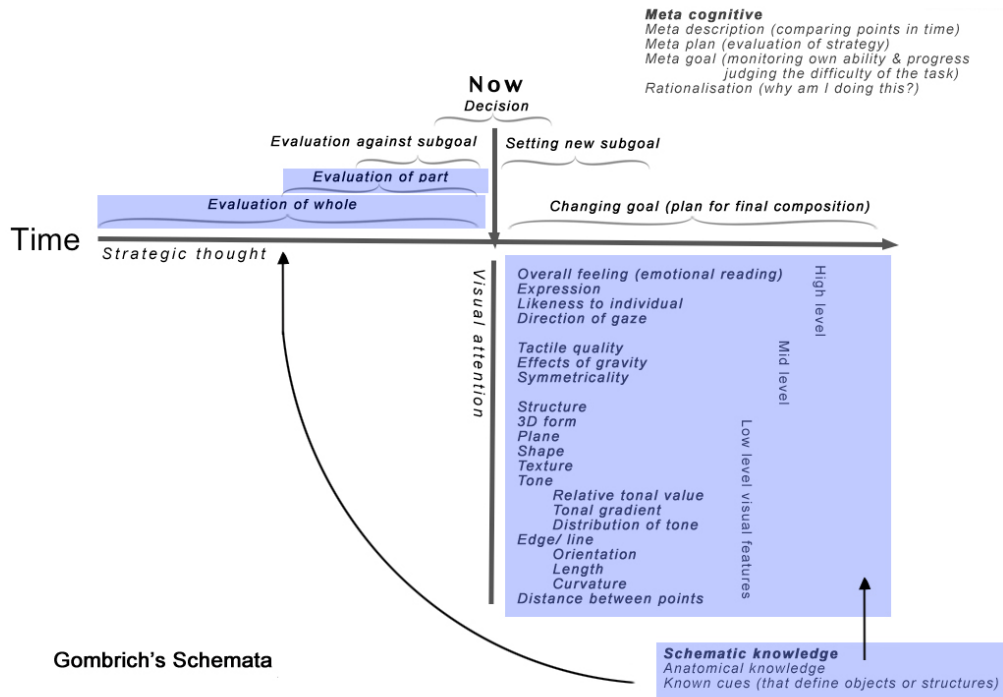 Meta cognitive
Meta description (comparing points in time)
Meta plan (evaluation of strategy)
Meta goal (monitoring own ability & progress
judging the difficulty of the task)
Rationalisation (why am I doing this?)
Now
Decision
Evaluation against subgoal
Setting new subgoal
Evaluation of part
Evaluation of whole
Changing goal (plan for final composition)
Time
Strategic thought
Visual attention
Overall feeling (emotional reading)
Expression
Likeness to individual
Direction of gaze
High level
Tactile quality
Effects of gravity
Symmetricality
Mid level
Structure
3D form
Plane
Shape
Texture
Tone
Relative tonal value
Tonal gradient
Distribution of tone
Edge/ line
Orientation
Length
Curvature
Distance between points
Low level visual features
Gombrich's Schemata
Schematic knowledge
Anatomical knowledge
Known cues (that define objects or structures)